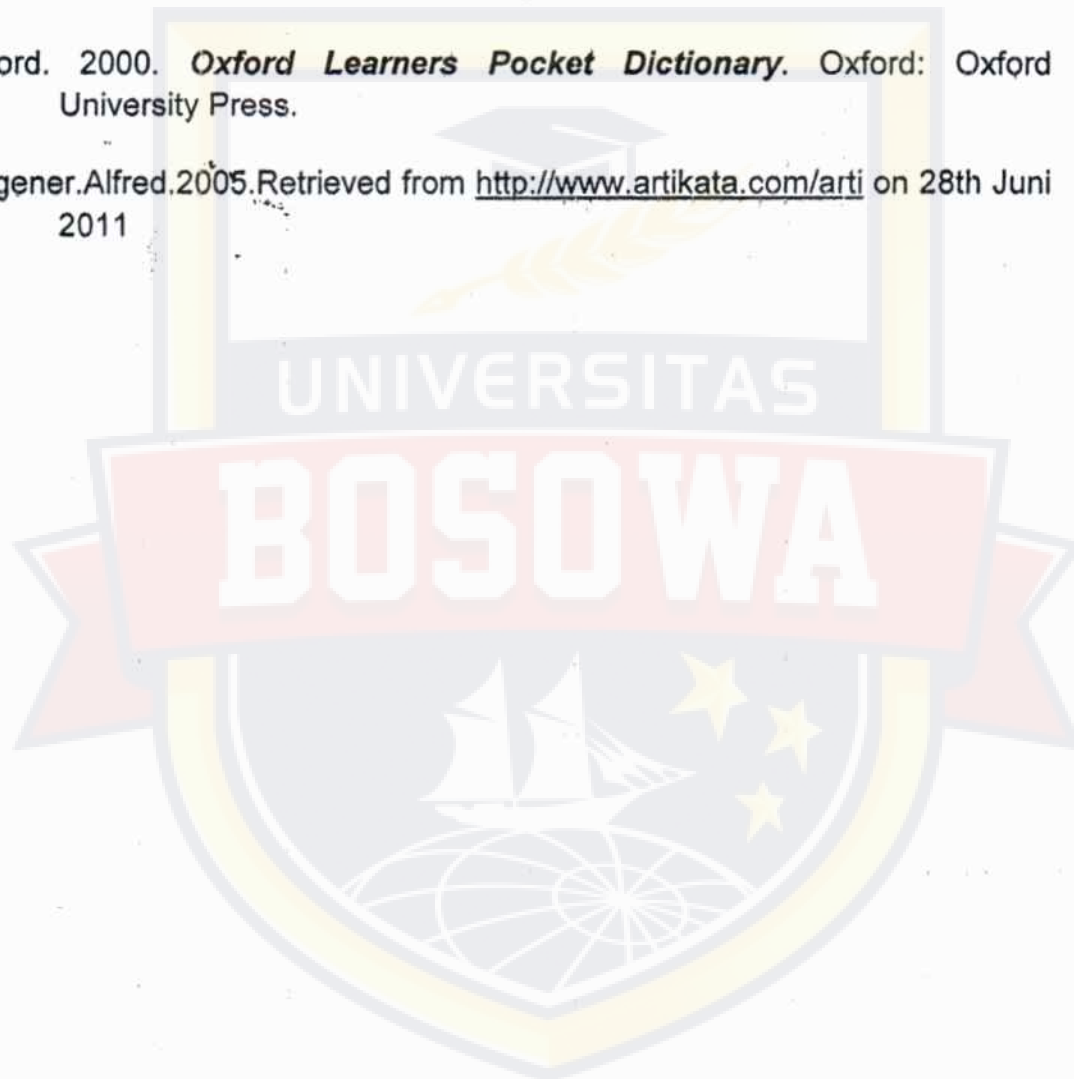 ord. 2000. Oxford Learners Pocket Dictionary. Oxford: Oxford
University Press.
gener.Alfred.2005.Retrieved from http://www.artikata.com/arti on 28th Juni
2011
UNIVERSITAS
BOSOWA